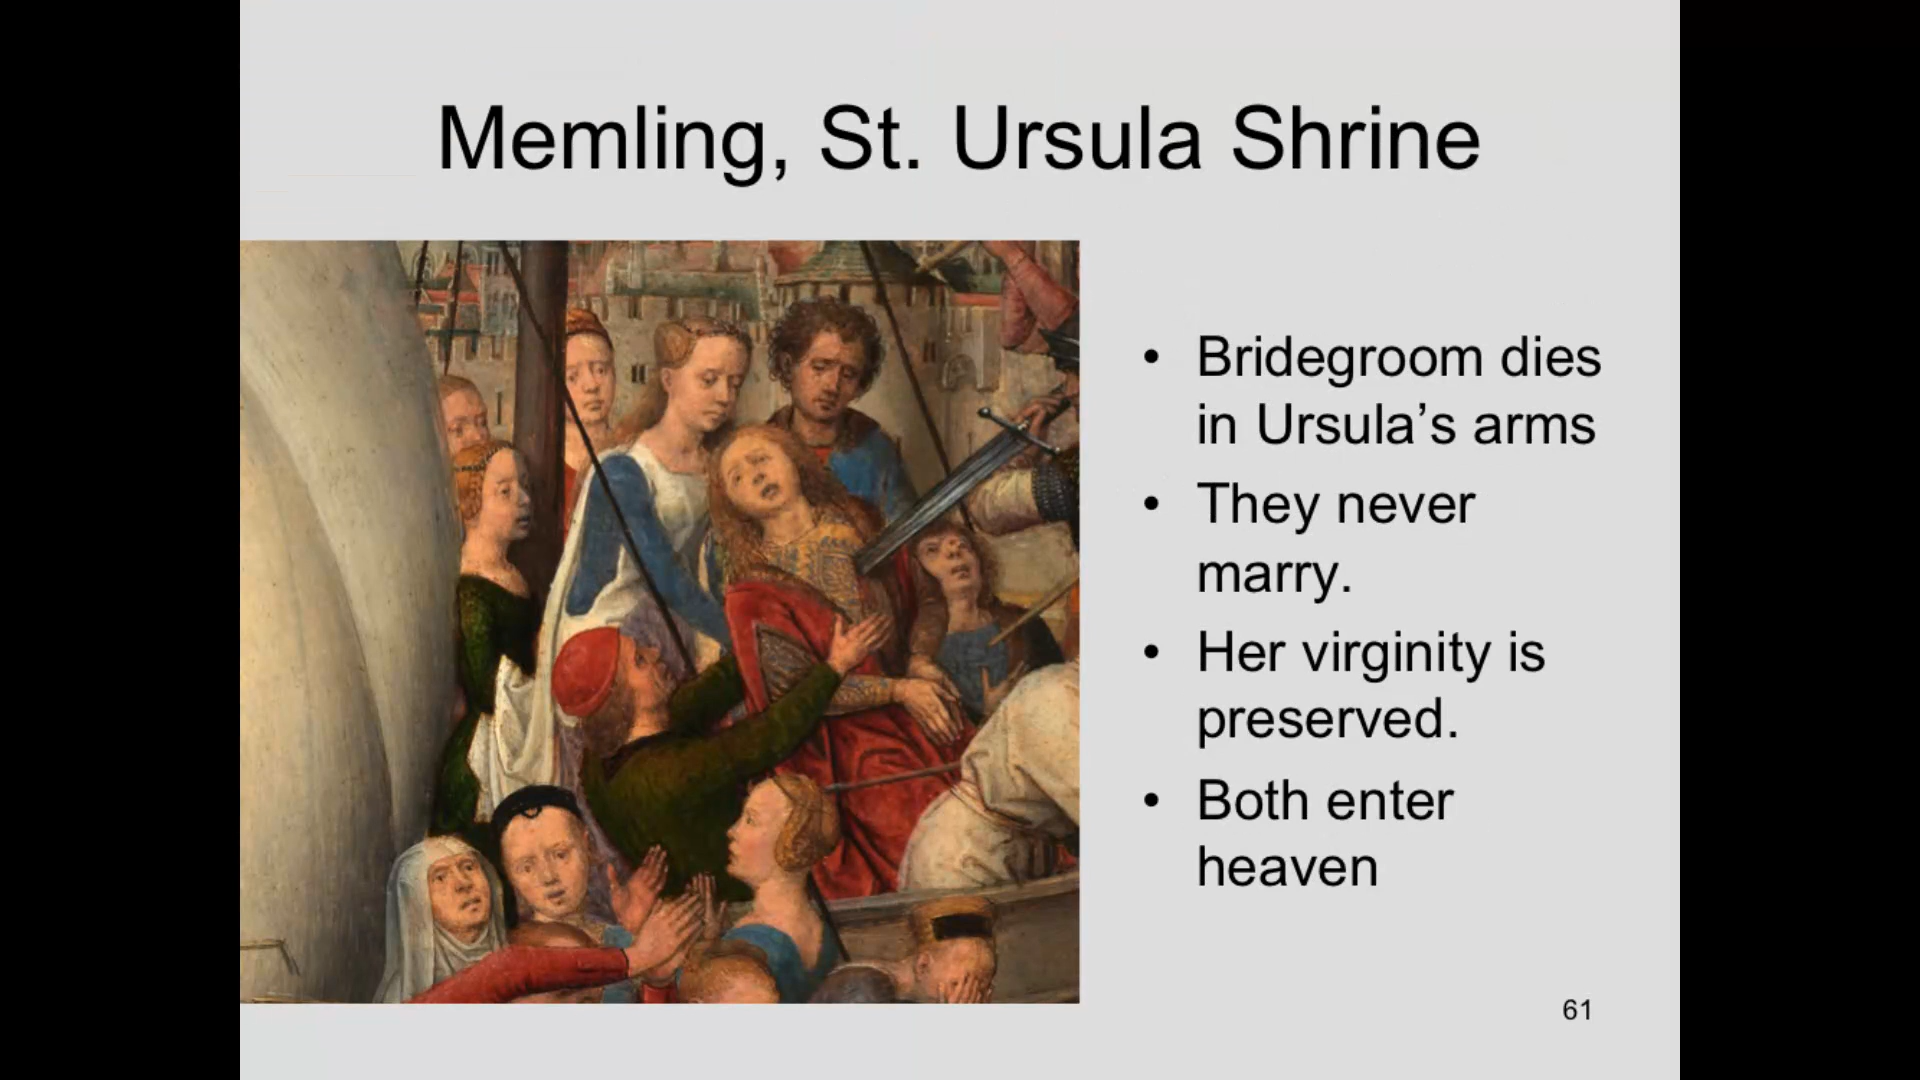 Memling, St. Ursula Shrine
• Bridegroom dies
in Ursula’s arms
• They never
marry.
• Her virginity is
preserved.
• Both enter
heaven
61